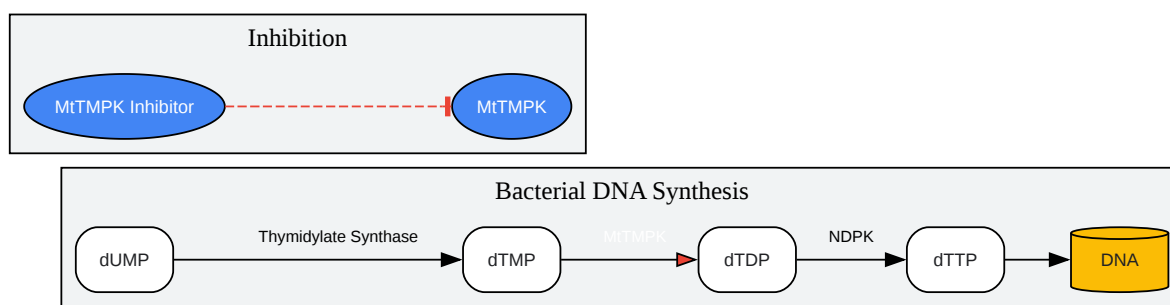 Inhibition
MtTMPK Inhibitor
MtTMPK
Bacterial DNA Synthesis
Thymidylate Synthase
MtTMPK
NDPK
dUMP
dTMP
dTDP
dTTP
DNA